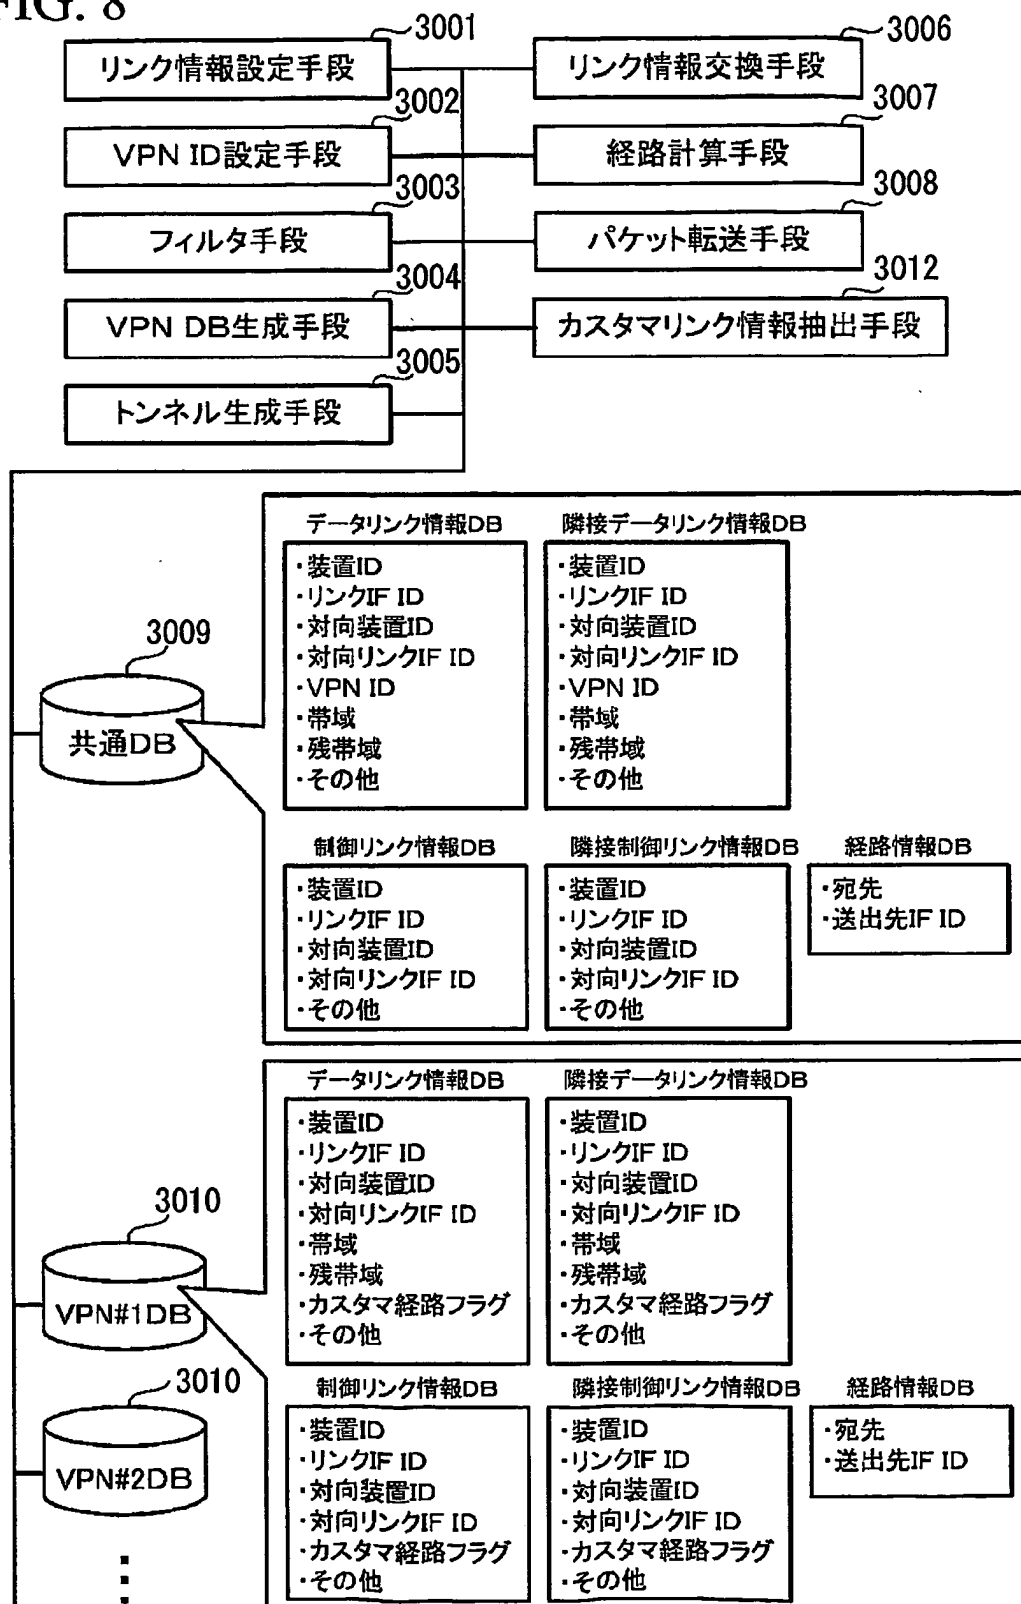 FIG. 8
3001
リンク情報設定手段
3006
リンク情報交換手段
3002
VPN ID設定手段
3007
経路計算手段
3003
フィルタ手段
3008
パケット転送手段
3004
VPN DB生成手段
3012
カスタマリンク情報抽出手段
3005
トンネル生成手段
3009
共通DB
データリンク情報DB
・装置ID
・リンクIF ID
・対向装置ID
・対向リンクIF ID
・VPN ID
・帯域
・残帯域
・その他
隣接データリンク情報DB
・装置ID
・リンクIF ID
・対向装置ID
・対向リンクIF ID
・VPN ID
・帯域
・残帯域
・その他
制御リンク情報DB
・装置ID
・リンクIF ID
・対向装置ID
・対向リンクIF ID
・その他
隣接制御リンク情報DB
・装置ID
・リンクIF ID
・対向装置ID
・対向リンクIF ID
・その他
経路情報DB
・宛先
・送出先IF ID
3010
VPN#1DB
データリンク情報DB
・装置ID
・リンクIF ID
・対向装置ID
・対向リンクIF ID
・帯域
・残帯域
・カスタマ経路フラグ
・その他
隣接データリンク情報DB
・装置ID
・リンクIF ID
・対向装置ID
・対向リンクIF ID
・帯域
・残帯域
・カスタマ経路フラグ
・その他
3010
VPN#2DB
制御リンク情報DB
・装置ID
・リンクIF ID
・対向装置ID
・対向リンクIF ID
・カスタマ経路フラグ
・その他
隣接制御リンク情報DB
・装置ID
・リンクIF ID
・対向装置ID
・対向リンクIF ID
・カスタマ経路フラグ
・その他
経路情報DB
・宛先
・送出先IF ID